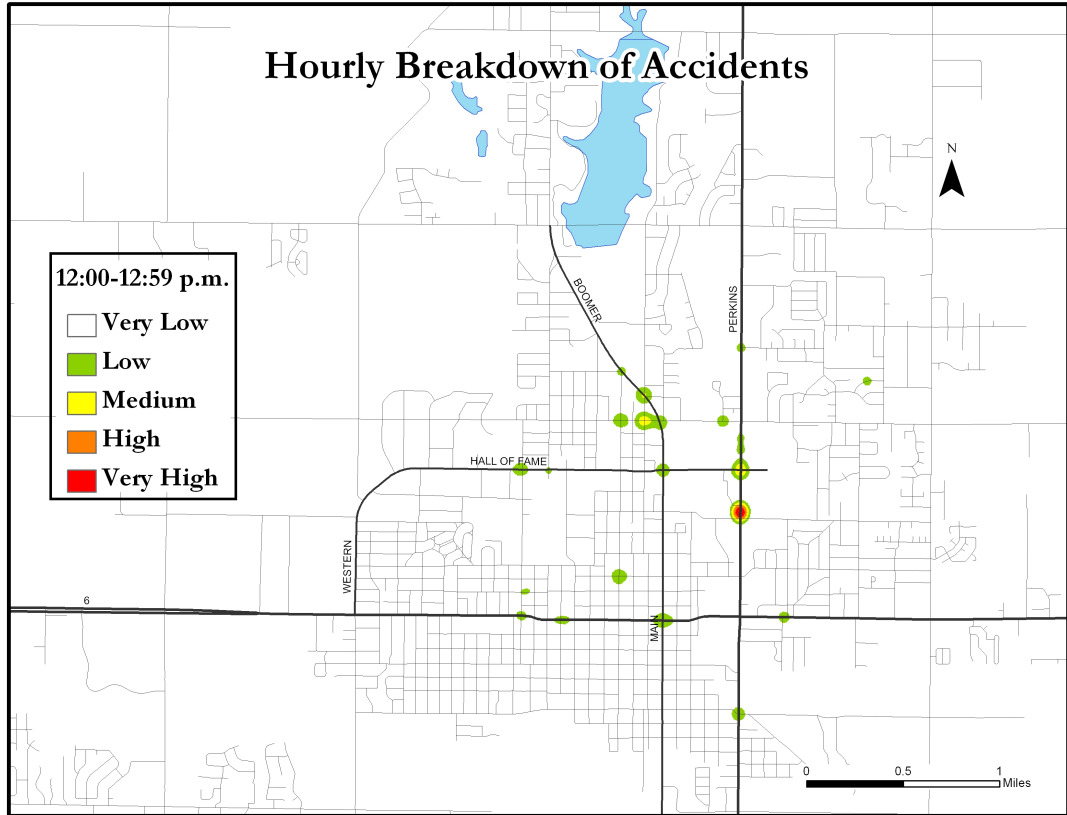 Hourly Breakdown of Accidents
N
12:00-12:59 p.m.
Very Low
Low
Medium
High
Very High
BOOMER
PERKINS
HALL OF FAME
WESTERN
6
MAIN
0 0.5 1
Miles